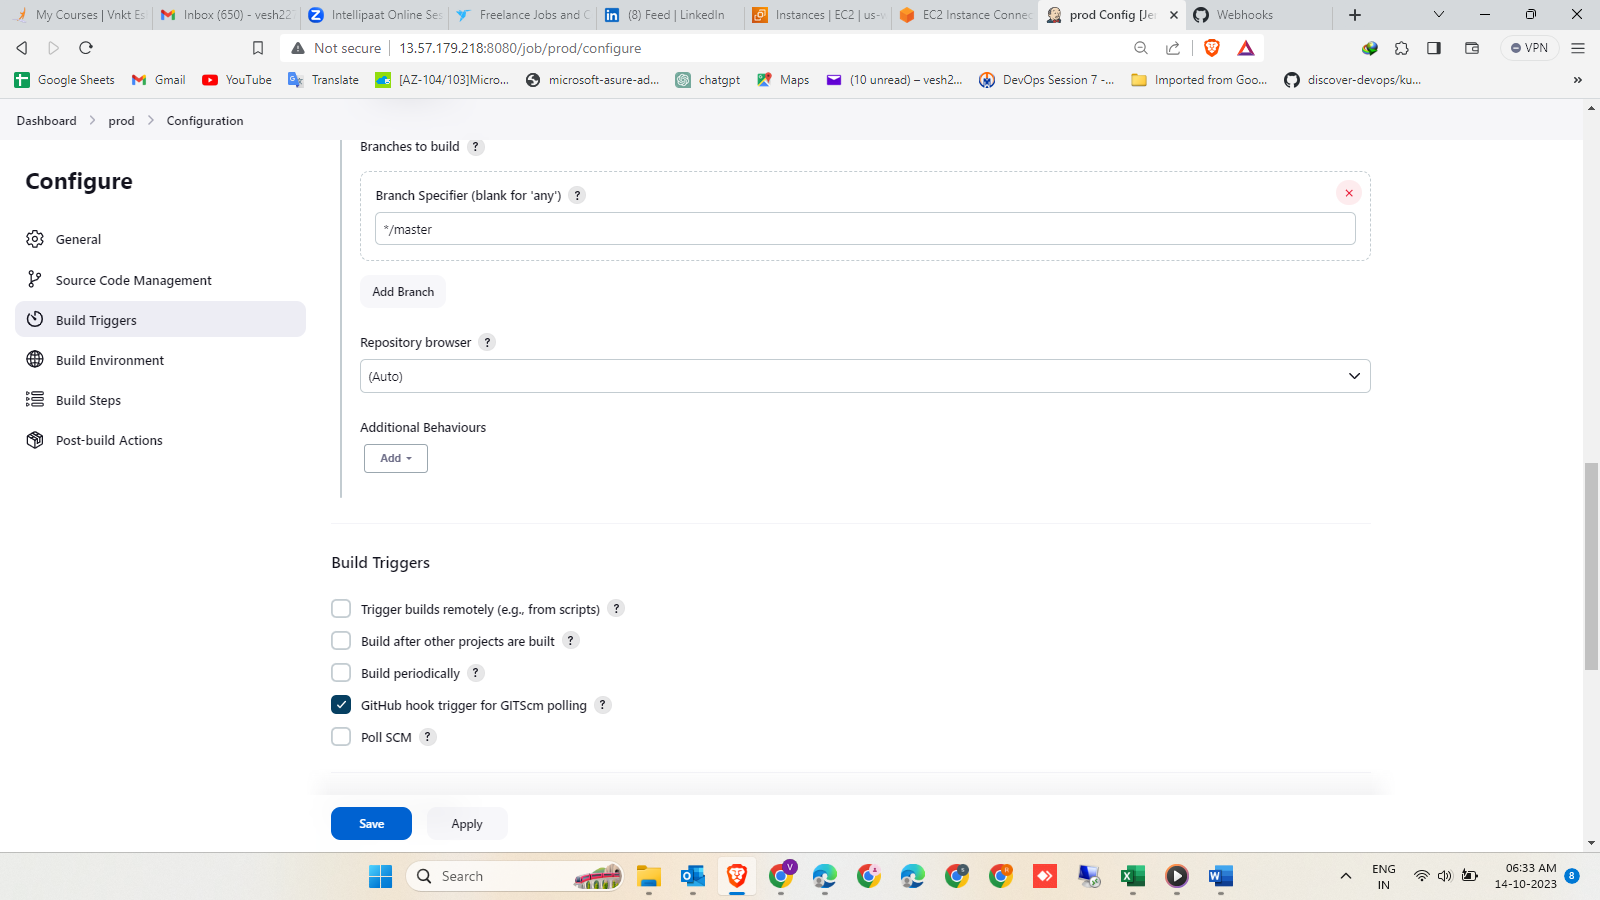 My Courses | Vnkt Es
Inbox (650) - vesh22
Intellipaat Online Ses
Freelance Jobs and C
(8) Feed | LinkedIn
Instances | EC2 | us-w
EC2 Instance Connec
prod Config [Jen
Webhooks
Not secure
13.57.179.218:8080/job/prod/configure
VPN
Google Sheets
Gmail
YouTube
Translate
[AZ-104/103]Micro...
microsoft-asure-ad...
chatgpt
Maps
(10 unread) – vesh2...
DevOps Session 7 -...
Imported from Goo...
discover-devops/ku...
»
Dashboard
prod
Configuration
Configure
General
Source Code Management
Build Triggers
Build Environment
Build Steps
Post-build Actions
Branches to build ?
Branch Specifier (blank for 'any') ?
*/master
Add Branch
Repository browser ?
(Auto)
Additional Behaviours
Add
Build Triggers
Trigger builds remotely (e.g., from scripts) ?
Build after other projects are built ?
Build periodically ?
GitHub hook trigger for GITScm polling ?
Poll SCM ?
Save
Apply
Search
ENG
IN
06:33 AM
14-10-2023
8